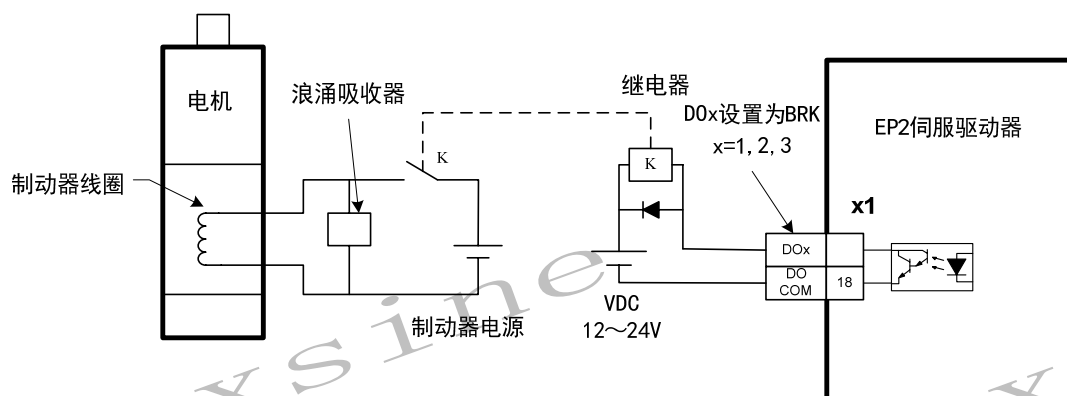 电机
浪涌吸收器
继电器
DOx设置为BRK
x=1,2,3
EP2伺服驱动器
K
K
制动器线圈
x1
DOx
DO
COM
18
制动器电源
VDC
12～24V
ysine